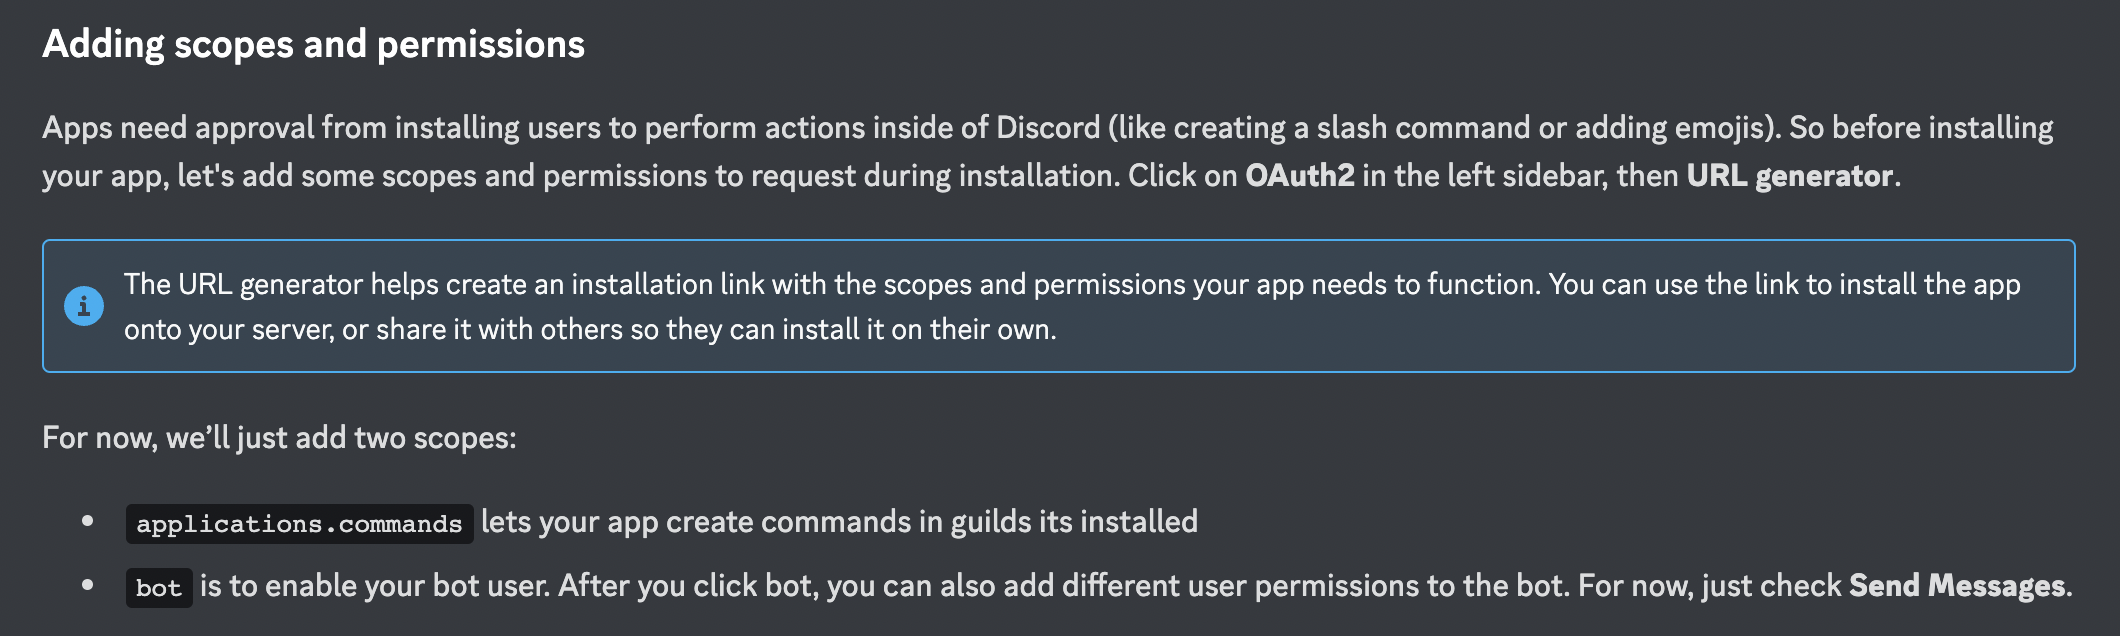 Adding scopes and permissions
Apps need approval from installing users to perform actions inside of Discord (like creating a slash command or adding emojis). So before installing
your app, let's add some scopes and permissions to request during installation. Click on OAuth2 in the left sidebar, then URL generator.
The URL generator helps create an installation link with the scopes and permissions your app needs to function. You can use the link to install the app
onto your server, or share it with others so they can install it on their own.
For now, we’ll just add two scopes:
• applications.commands lets your app create commands in guilds its installed
• bot is to enable your bot user. After you click bot, you can also add different user permissions to the bot. For now, just check Send Messages.